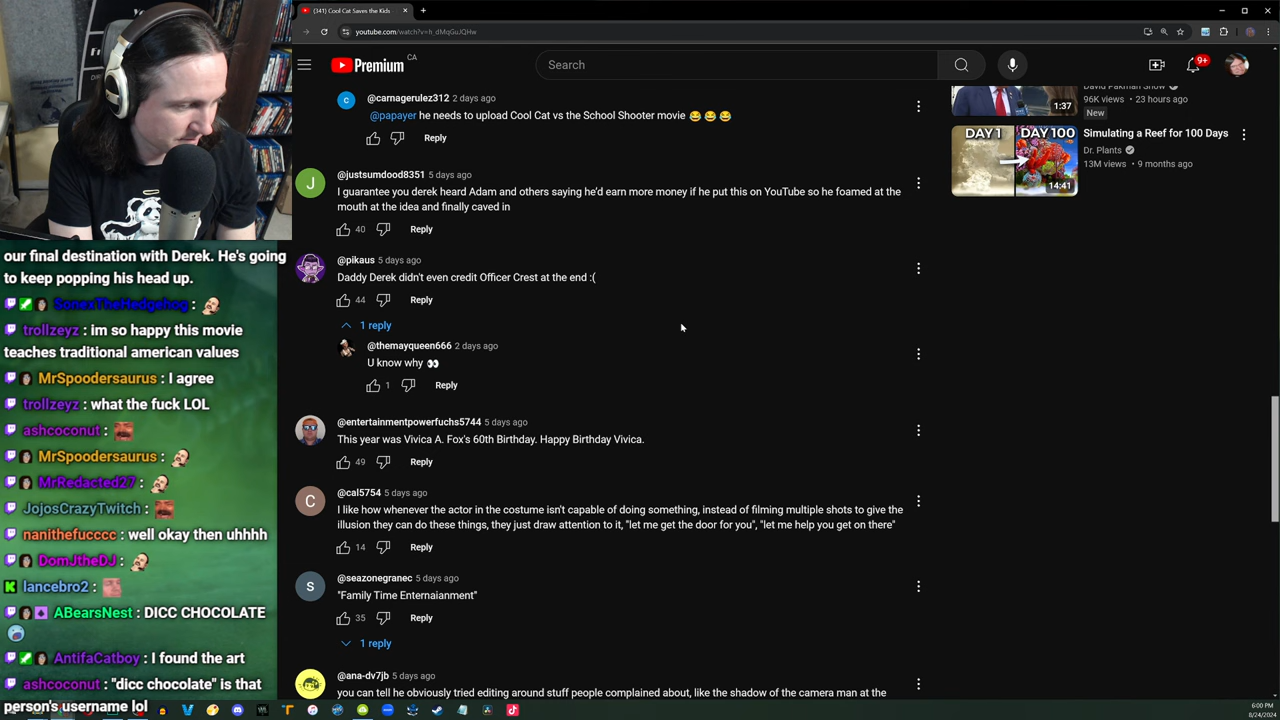 (341) Cool Cat Saves the Kids
youtube.com/watch?v=h_dMqGuJQHw
Premium CA
Search
9+
@carnagerulez312 2 days ago
@papayer he needs to upload Cool Cat vs the School Shooter movie 😂 😂 😂
Reply
David Pakman Show
96K views • 23 hours ago
New
1:37
DAY 1 DAY 100
14:41
Simulating a Reef for 100 Days
Dr. Plants
13M views • 9 months ago
J
@justsumdood8351 5 days ago
I guarantee you derek heard Adam and others saying he'd earn more money if he put this on YouTube so he foamed at the
mouth at the idea and finally caved in
40 Reply
@pikaus 5 days ago
Daddy Derek didn't even credit Officer Crest at the end :(
44 Reply
1 reply
@themayqueen666 2 days ago
U know why 👀
1 Reply
@entertainmentpowerfuchs5744 5 days ago
This year was Vivica A. Fox's 60th Birthday. Happy Birthday Vivica.
49 Reply
C
@cal5754 5 days ago
I like how whenever the actor in the costume isn't capable of doing something, instead of filming multiple shots to give the
illusion they can do these things, they just draw attention to it, "let me get the door for you", "let me help you get on there"
14 Reply
S
@seazonegranec 5 days ago
"Family Time Enternaianment"
35 Reply
1 reply
@ana-dv7jb 5 days ago
you can tell he obviously tried editing around stuff people complained about, like the shadow of the camera man at the
our final destination with Derek. He's going
to keep popping his head up.
SonexTheHedgehog :
trollzeyz : im so happy this movie
teaches traditional american values
MrSpoodersaurus : I agree
trollzeyz : what the fuck LOL
ashcoconut :
MrSpoodersaurus :
MrRedacted27 :
JojosCrazyTwitch :
nanithefucccc : well okay then uhhhh
DomJtheDJ :
lancebro2 :
ABearsNest : DICC CHOCOLATE
AntifaCatboy : I found the art
ashcoconut : "dicc chocolate" is that
person's username lol
6:00 PM
8/24/2024